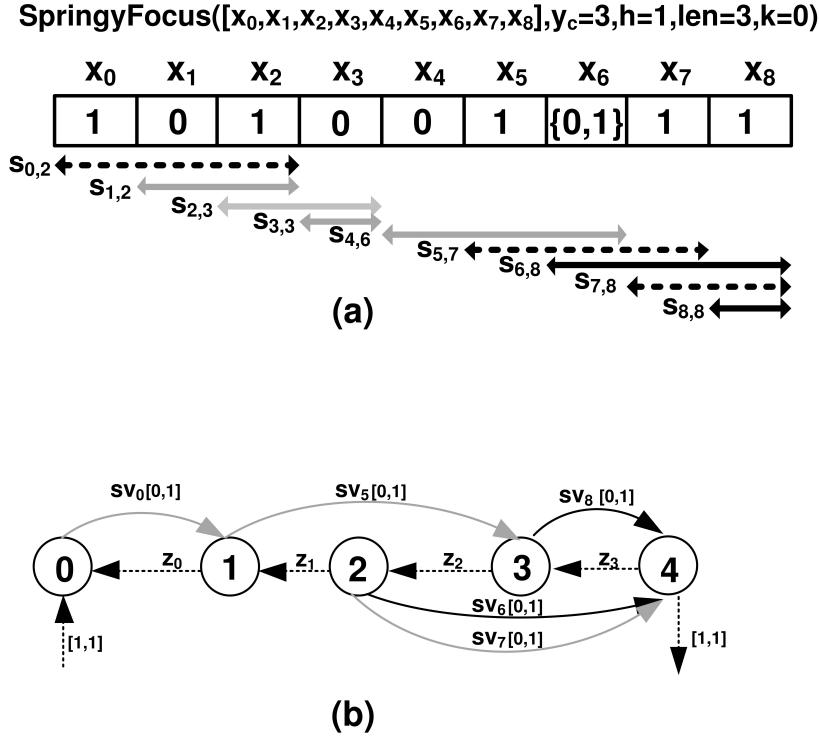 SpringyFocus([x₀,x₁,x₂,x₃,x₄,x₅,x₆,x₇,x₈],y_c=3,h=1,len=3,k=0)
x₀ x₁ x₂ x₃ x₄ x₅ x₆ x₇ x₈
1 0 1 0 0 1 {0,1} 1 1
s₀,₂
s₁,₂
s₂,₃
s₃,₃
s₄,₆
s₅,₇
s₆,₈
s₇,₈
s₈,₈
(a)
sv₀[0,1] sv₅[0,1] sv₈ [0,1]
0 z₀ 1 z₁ 2 z₂ 3 z₃ 4
sv₆[0,1]
[1,1] sv₇[0,1] [1,1]
(b)